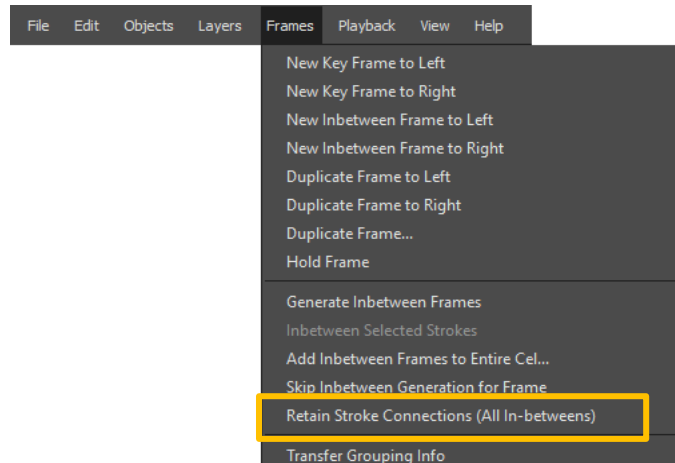 File Edit Objects Layers Frames Playback View Help
New Key Frame to Left
New Key Frame to Right
New Inbetween Frame to Left
New Inbetween Frame to Right
Duplicate Frame to Left
Duplicate Frame to Right
Duplicate Frame...
Hold Frame
Generate Inbetween Frames
Inbetween Selected Strokes
Add Inbetween Frames to Entire Cel...
Skip Inbetween Generation for Frame
Retain Stroke Connections (All In-betweens)
Transfer Grouping Info